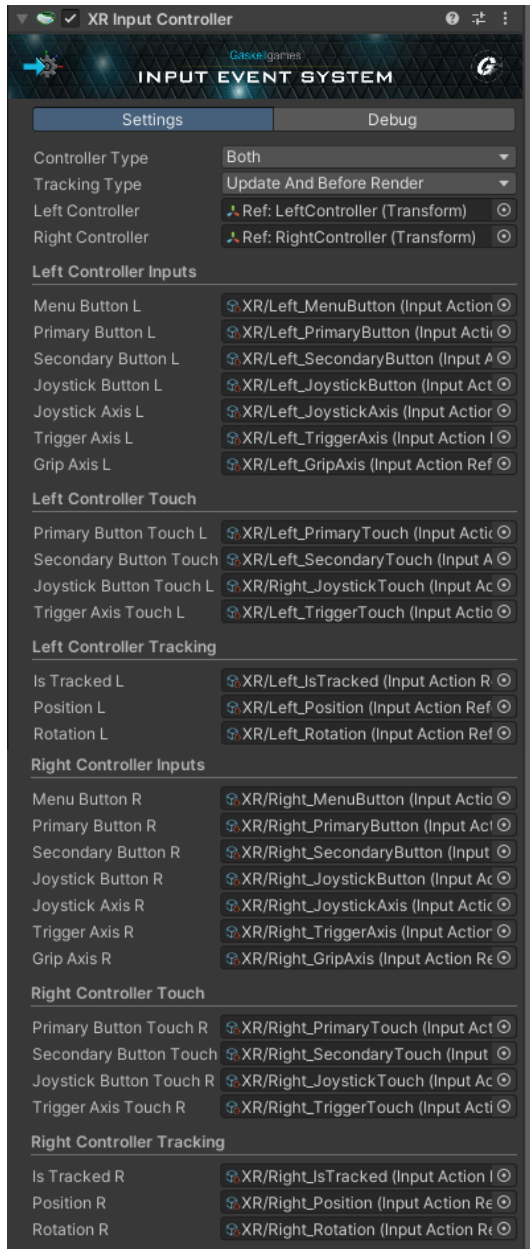 XR Input Controller
Gaskellgames
INPUT EVENT SYSTEM
G
Settings Debug
Controller Type Both
Tracking Type Update And Before Render
Left Controller Ref: LeftController (Transform)
Right Controller Ref: RightController (Transform)
Left Controller Inputs
Menu Button L XR/Left_MenuButton (Input Action
Primary Button L XR/Left_PrimaryButton (Input Actio
Secondary Button L XR/Left_SecondaryButton (Input A
Joystick Button L XR/Left_JoystickButton (Input Act
Joystick Axis L XR/Left_JoystickAxis (Input Action
Trigger Axis L XR/Left_TriggerAxis (Input Action
Grip Axis L XR/Left_GripAxis (Input Action Ref
Left Controller Touch
Primary Button Touch L XR/Left_PrimaryTouch (Input Actio
Secondary Button Touch XR/Left_SecondaryTouch (Input A
Joystick Button Touch L XR/Right_JoystickTouch (Input Ac
Trigger Axis Touch L XR/Left_TriggerTouch (Input Actio
Left Controller Tracking
Is Tracked L XR/Left_IsTracked (Input Action R
Position L XR/Left_Position (Input Action Ref
Rotation L XR/Left_Rotation (Input Action Ref
Right Controller Inputs
Menu Button R XR/Right_MenuButton (Input Actio
Primary Button R XR/Right_PrimaryButton (Input Act
Secondary Button R XR/Right_SecondaryButton (Input
Joystick Button R XR/Right_JoystickButton (Input Ac
Joystick Axis R XR/Right_JoystickAxis (Input Actio
Trigger Axis R XR/Right_TriggerAxis (Input Action
Grip Axis R XR/Right_GripAxis (Input Action Re
Right Controller Touch
Primary Button Touch R XR/Right_PrimaryTouch (Input Act
Secondary Button Touch XR/Right_SecondaryTouch (Input
Joystick Button Touch R XR/Right_JoystickTouch (Input Ac
Trigger Axis Touch R XR/Right_TriggerTouch (Input Acti
Right Controller Tracking
Is Tracked R XR/Right_IsTracked (Input Action
Position R XR/Right_Position (Input Action Re
Rotation R XR/Right_Rotation (Input Action Re